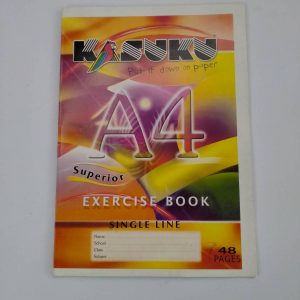 KASUKU
Put it down on paper
A4
Superior
EXERCISE BOOK
SINGLE LINE
Name
School
Class
Subject
48
PAGES